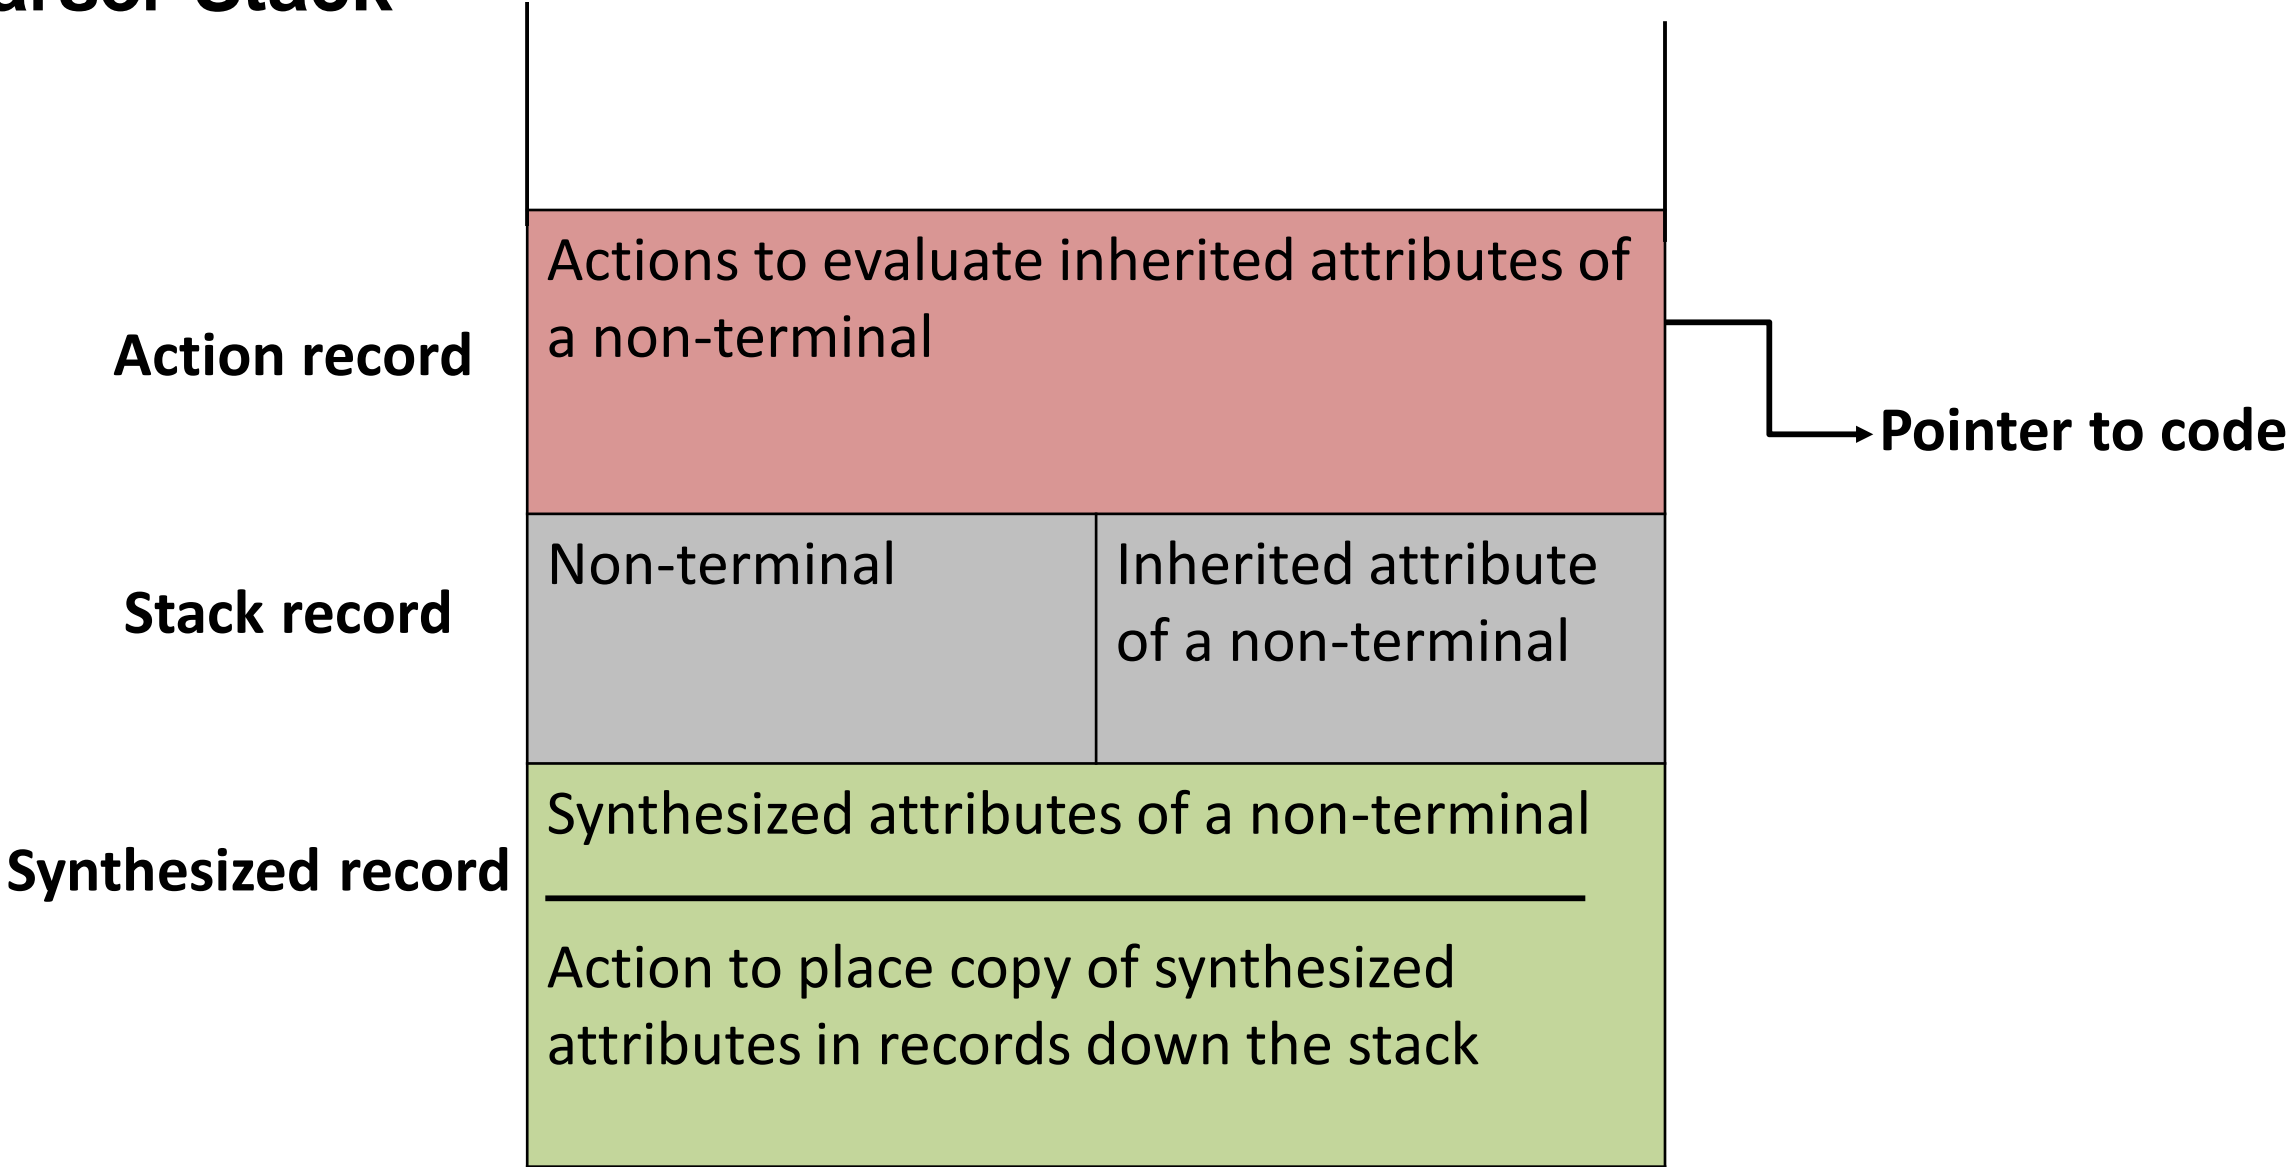 Stack
Actions to evaluate inherited attributes of
a non-terminal
Action record
Pointer to code
Non-terminal
Inherited attribute
of a non-terminal
Stack record
Synthesized attributes of a non-terminal
Synthesized record
Action to place copy of synthesized
attributes in records down the stack